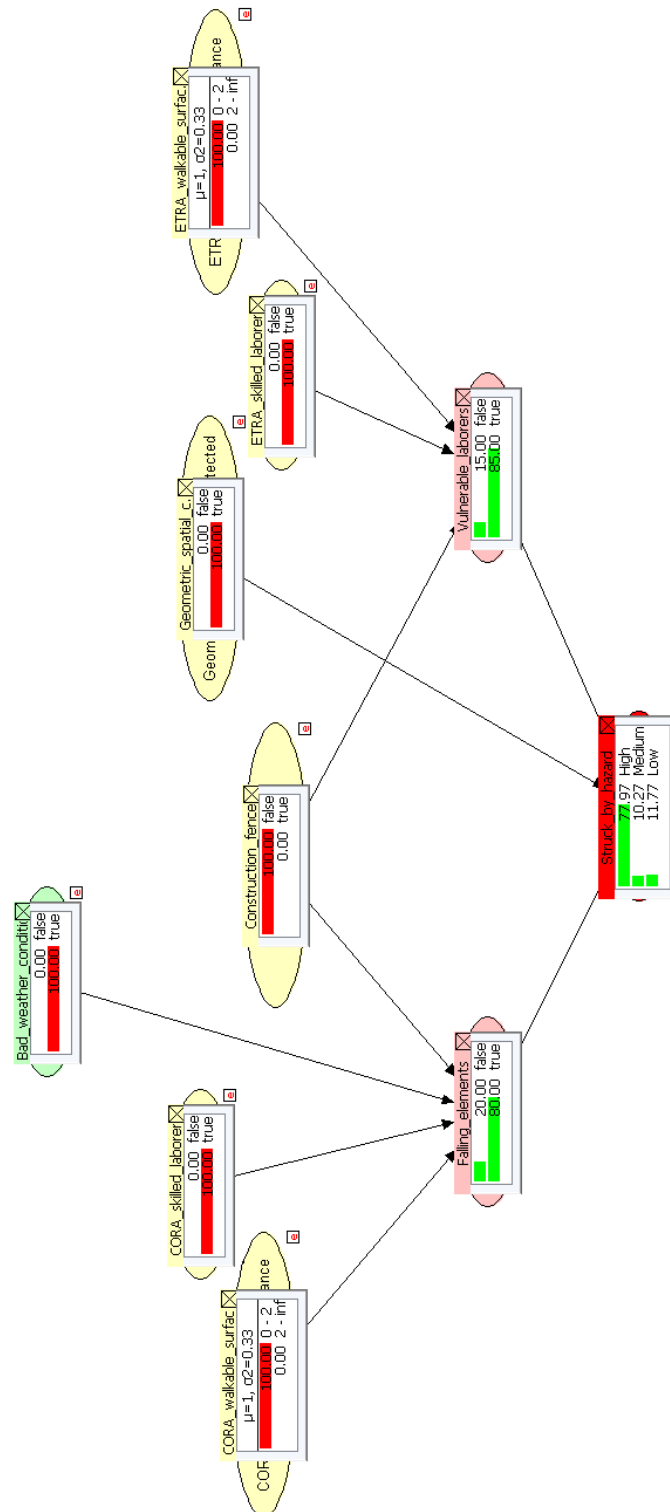 Bad_weather_conditic
0.00 false
100.00 true
CORA_walkable_surfac
μ=1, σ2=0.33
100.00 0 - 2
0.00 2 - inf
COR
ance
e
CORA_skilled_laborer
0.00 false
100.00 true
e
e
Construction_fence
100.00 false
0.00 true
e
Geometric_spatial_c.
0.00 false
100.00 true
Geom
tected
e
ETRA_skilled_laborer
0.00 false
100.00 true
e
ETRA_walkable_surfac.
μ=1, σ2=0.33
100.00 0 - 2
0.00 2 - inf
ETR
ance
e
Falling_elements
20.00 false
80.00 true
Vulnerable_laborers
15.00 false
85.00 true
Struck_by_hazard
77.97 High
10.27 Medium
11.77 Low